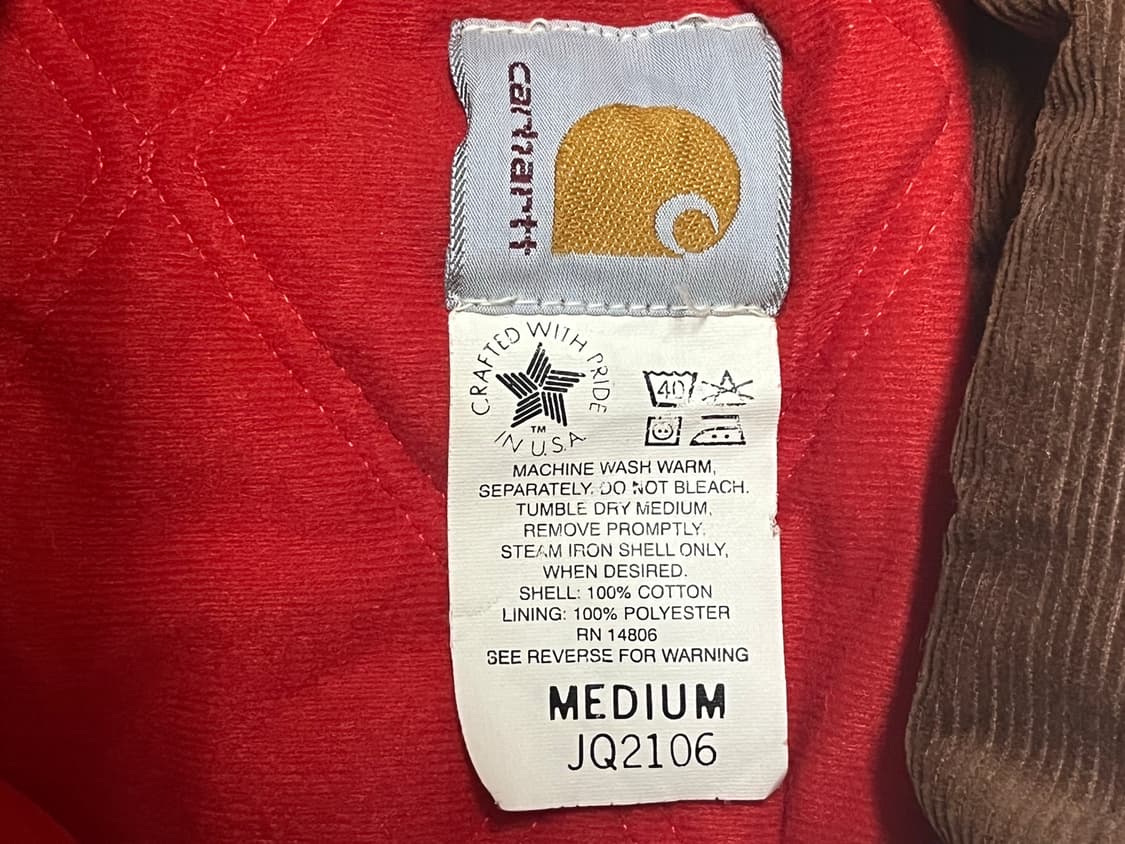 carhartt
CRAFTED WITH PRIDE
TM
IN U.S.A.
40
MACHINE WASH WARM,
SEPARATELY. DO NOT BLEACH.
TUMBLE DRY MEDIUM,
REMOVE PROMPTLY.
STEAM IRON SHELL ONLY,
WHEN DESIRED.
SHELL: 100% COTTON
LINING: 100% POLYESTER
RN 14806
SEE REVERSE FOR WARNING
MEDIUM
JQ2106